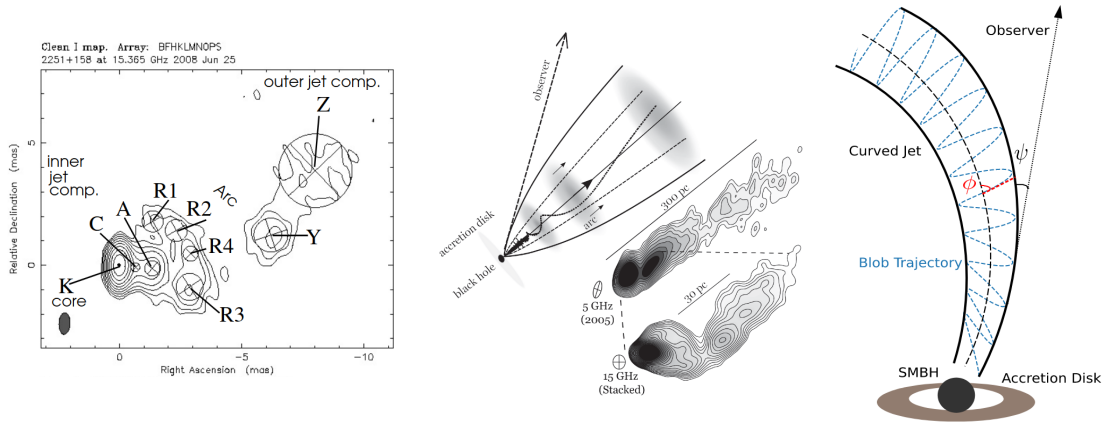 Clean I map. Array: BFHKLMNOPS
2251+158 at 15.365 GHz 2008 Jun 25
outer jet comp.
Z
inner
jet
comp.
R1
Arc
A
R2
C
R4
Y
K
core
R3
5
0
0
-5
-10
Relative Declination (mas)
Right Ascension (mas)
observer
accretion disk
black hole
arc
300 pc
30 pc
5 GHz
(2005)
15 GHz
(Stacked)
Observer
Curved Jet
ψ
ϕ
Blob Trajectory
SMBH
Accretion Disk